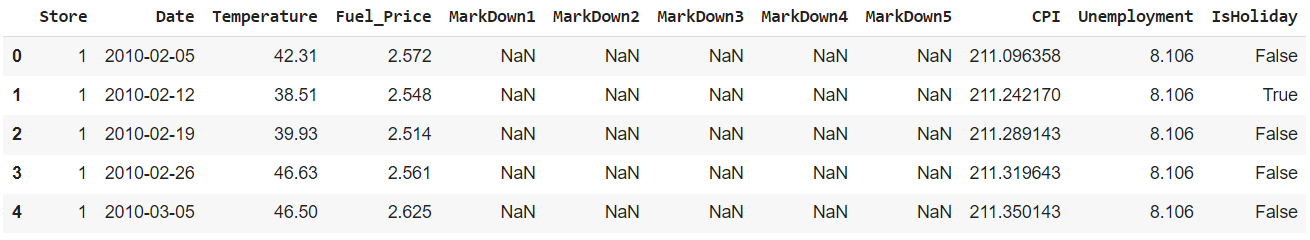 Store Date Temperature Fuel_Price MarkDown1 MarkDown2 MarkDown3 MarkDown4 MarkDown5 CPI Unemployment IsHoliday
0 1 2010-02-05 42.31 2.572 NaN NaN NaN NaN NaN 211.096358 8.106 False
1 1 2010-02-12 38.51 2.548 NaN NaN NaN NaN NaN 211.242170 8.106 True
2 1 2010-02-19 39.93 2.514 NaN NaN NaN NaN NaN 211.289143 8.106 False
3 1 2010-02-26 46.63 2.561 NaN NaN NaN NaN NaN 211.319643 8.106 False
4 1 2010-03-05 46.50 2.625 NaN NaN NaN NaN NaN 211.350143 8.106 False